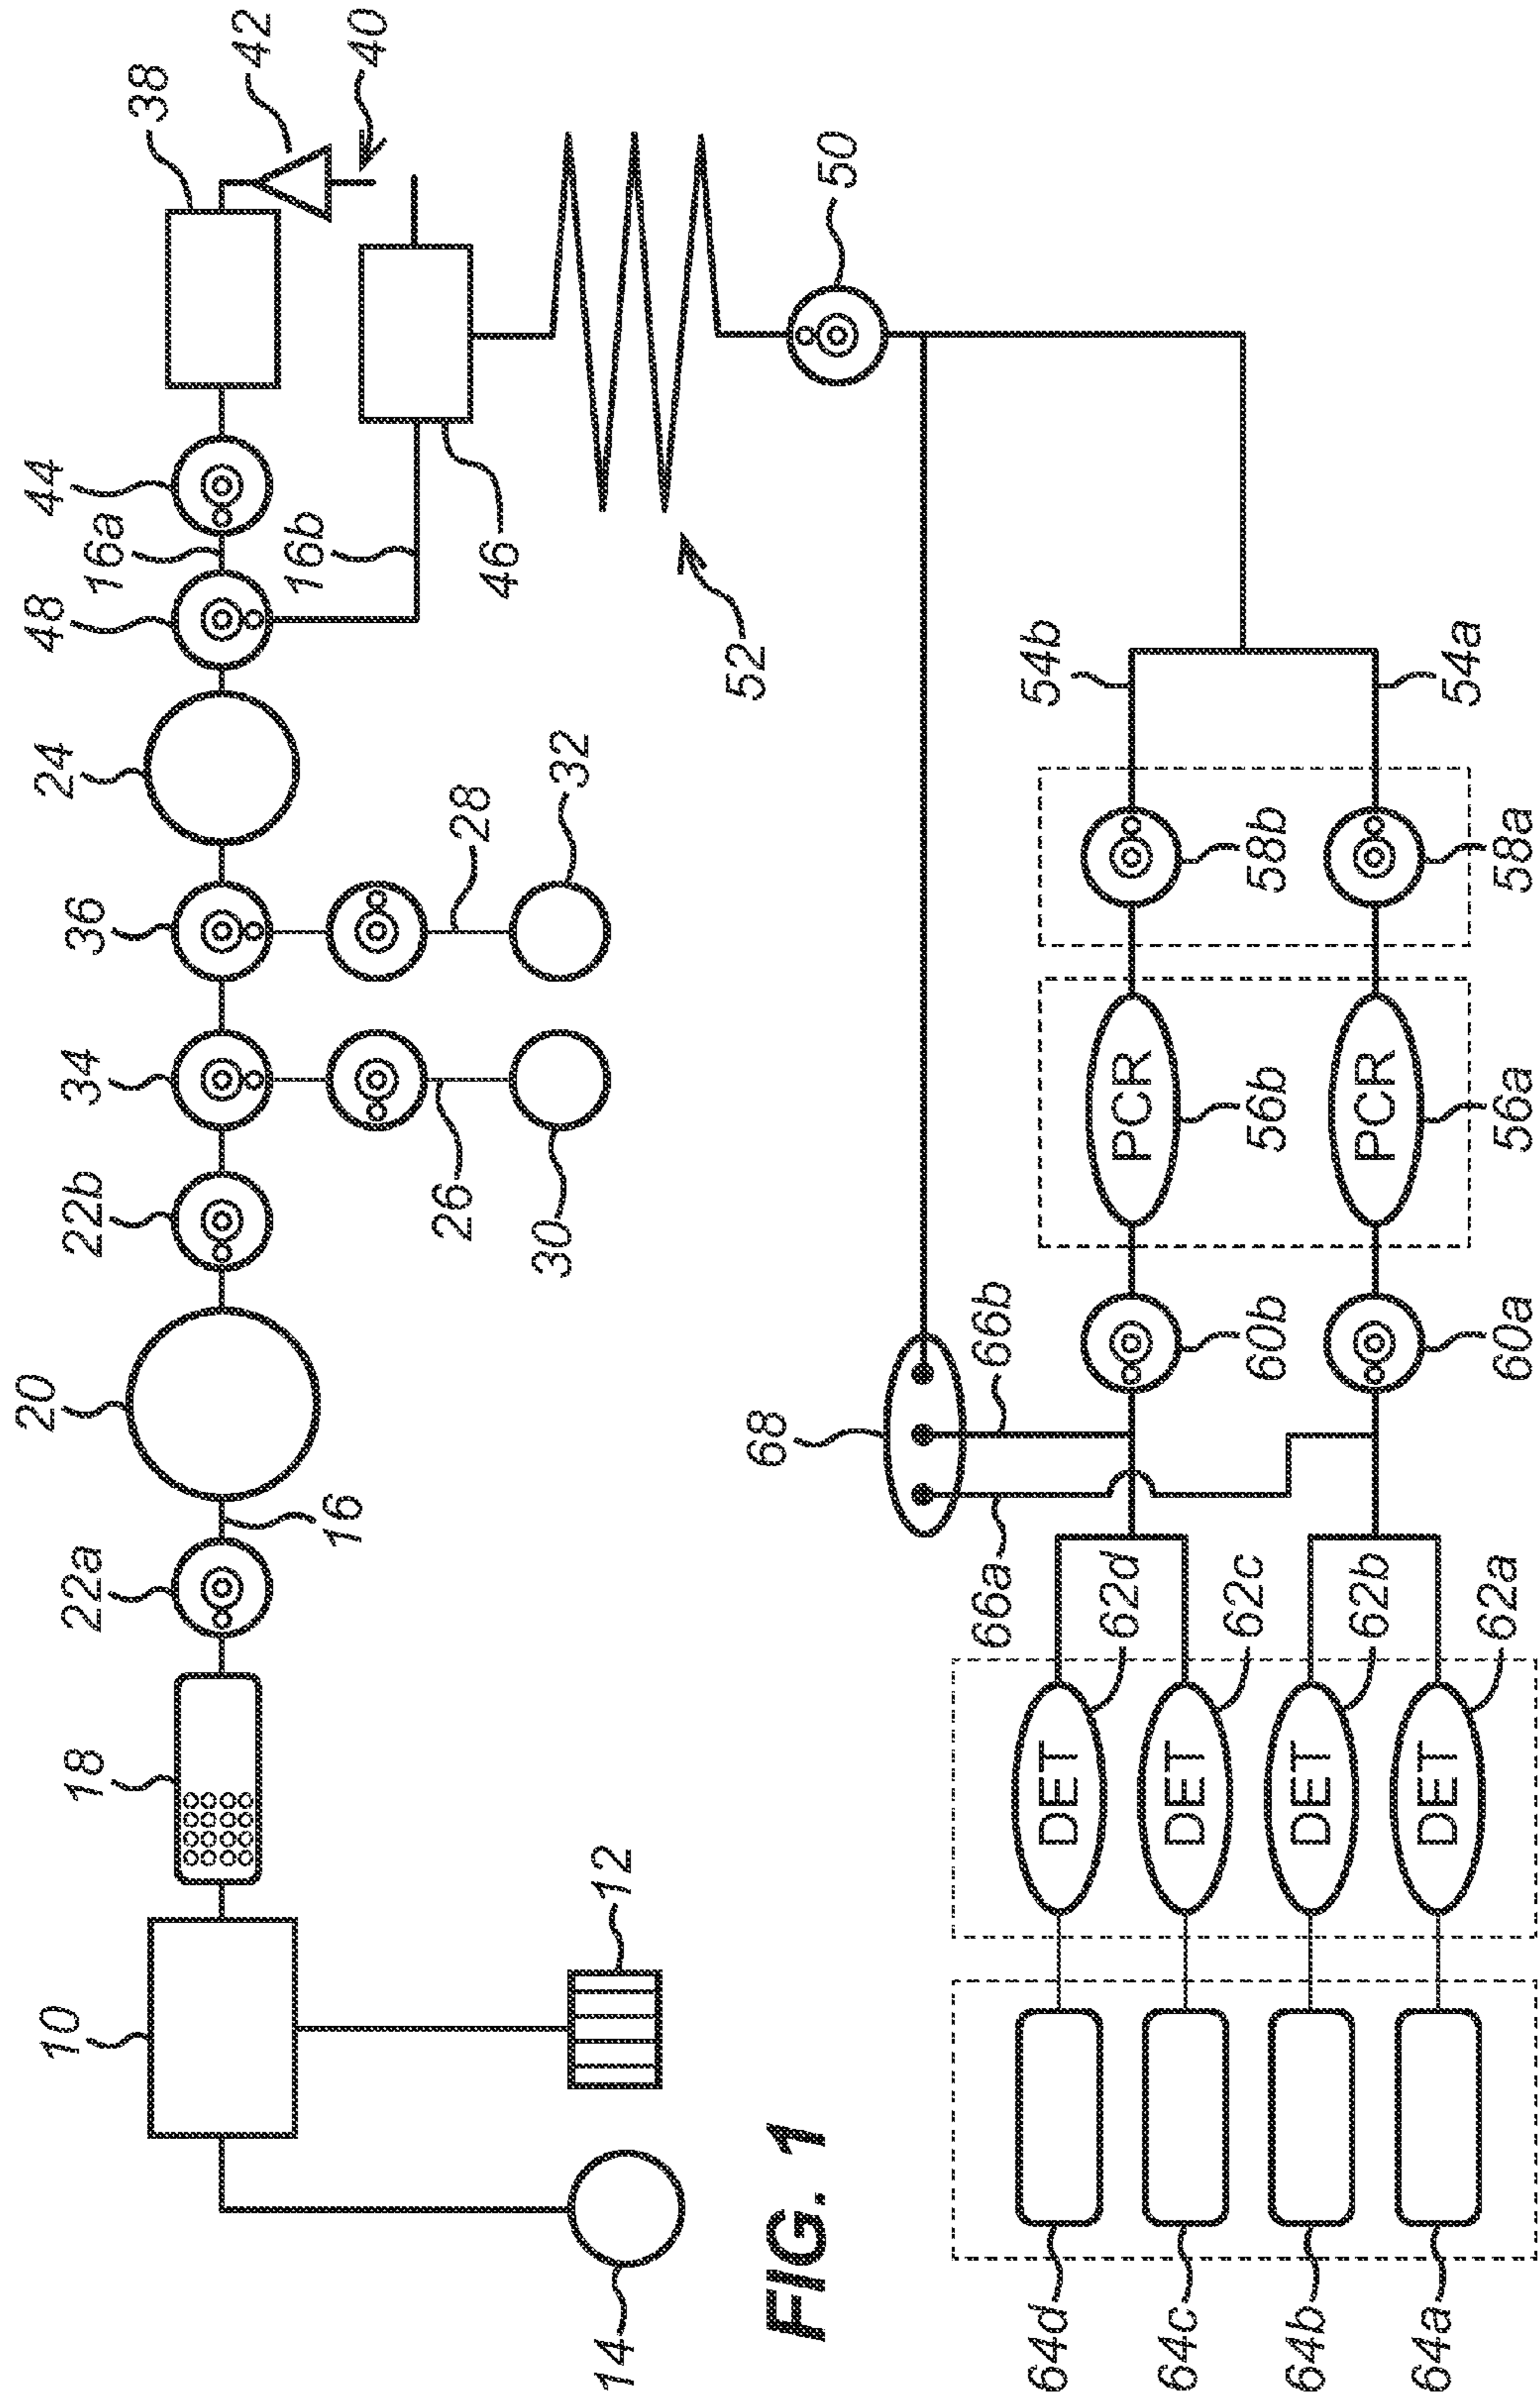 10
18
22a
20
22b
34
36
24
48
44
38
16
16a
16b
42
40
14
12
30
26
28
32
46
52
50
FIG. 1
68
66a
66b
54b
54a
64d
64c
64b
64a
DET
62d
DET
62c
DET
62b
DET
62a
60b
60a
PCR
56b
PCR
56a
58b
58a